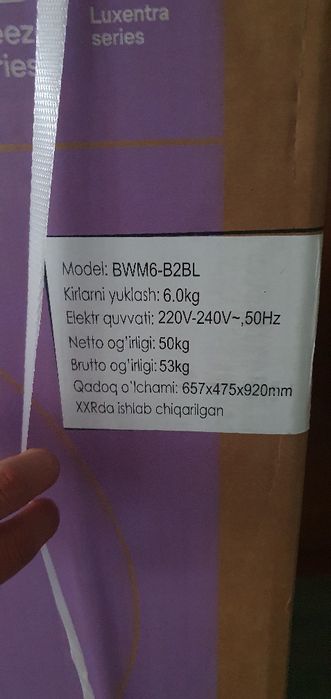 Luxentra
series
Model: BWM6-B2BL
Kirlarni yuklash: 6.0kg
Elektr quvvati: 220V-240V~,50Hz
Netto og'irligi: 50kg
Brutto og'irligi: 53kg
Qadoq o'lchami: 657x475x920mm
XXRda ishlab chiqarilgan